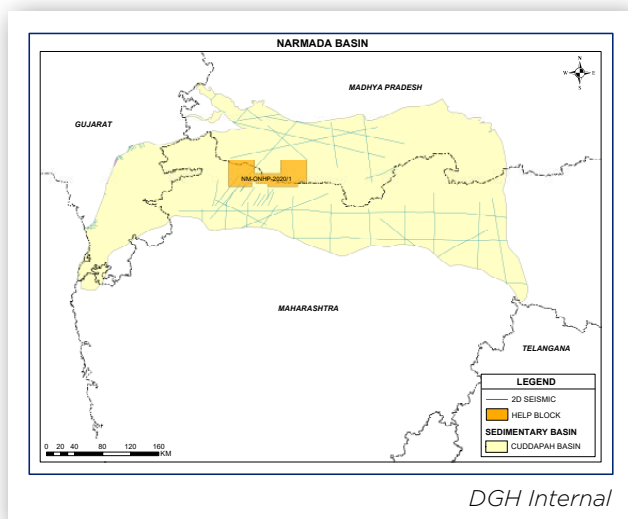 NARMADA BASIN
MADHYA PRADESH
N
W
E
S
GUJARAT
NM-ONHP-2020/1
MAHARASHTRA
TELANGANA
LEGEND
2D SEISMIC
HELP BLOCK
SEDIMENTARY BASIN
CUDDAPAH BASIN
0 20 40 80 120 160
KM
DGH Internal